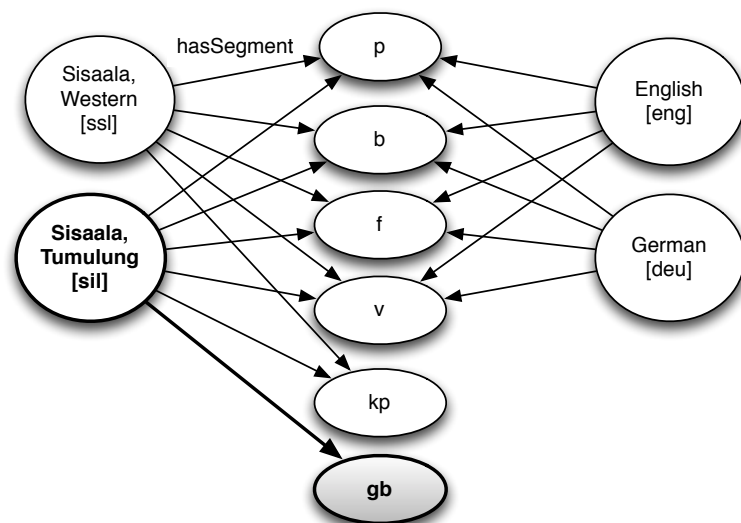 hasSegment
Sisaala,
Western
[ssl]
Sisaala,
Tumulung
[sil]
p
b
f
v
kp
gb
English
[eng]
German
[deu]